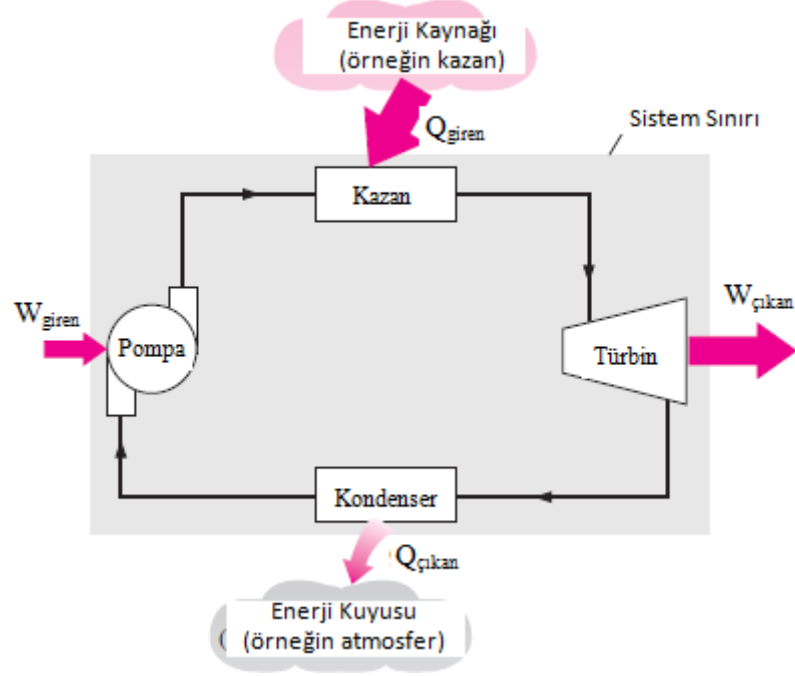 Enerji Kaynağı
(örneğin kazan)
Qgiren
Sistem Sınırı
Kazan
Wgiren
Wçıkan
Pompa
Türbin
Kondenser
Qçıkan
Enerji Kuyusu
(örneğin atmosfer)